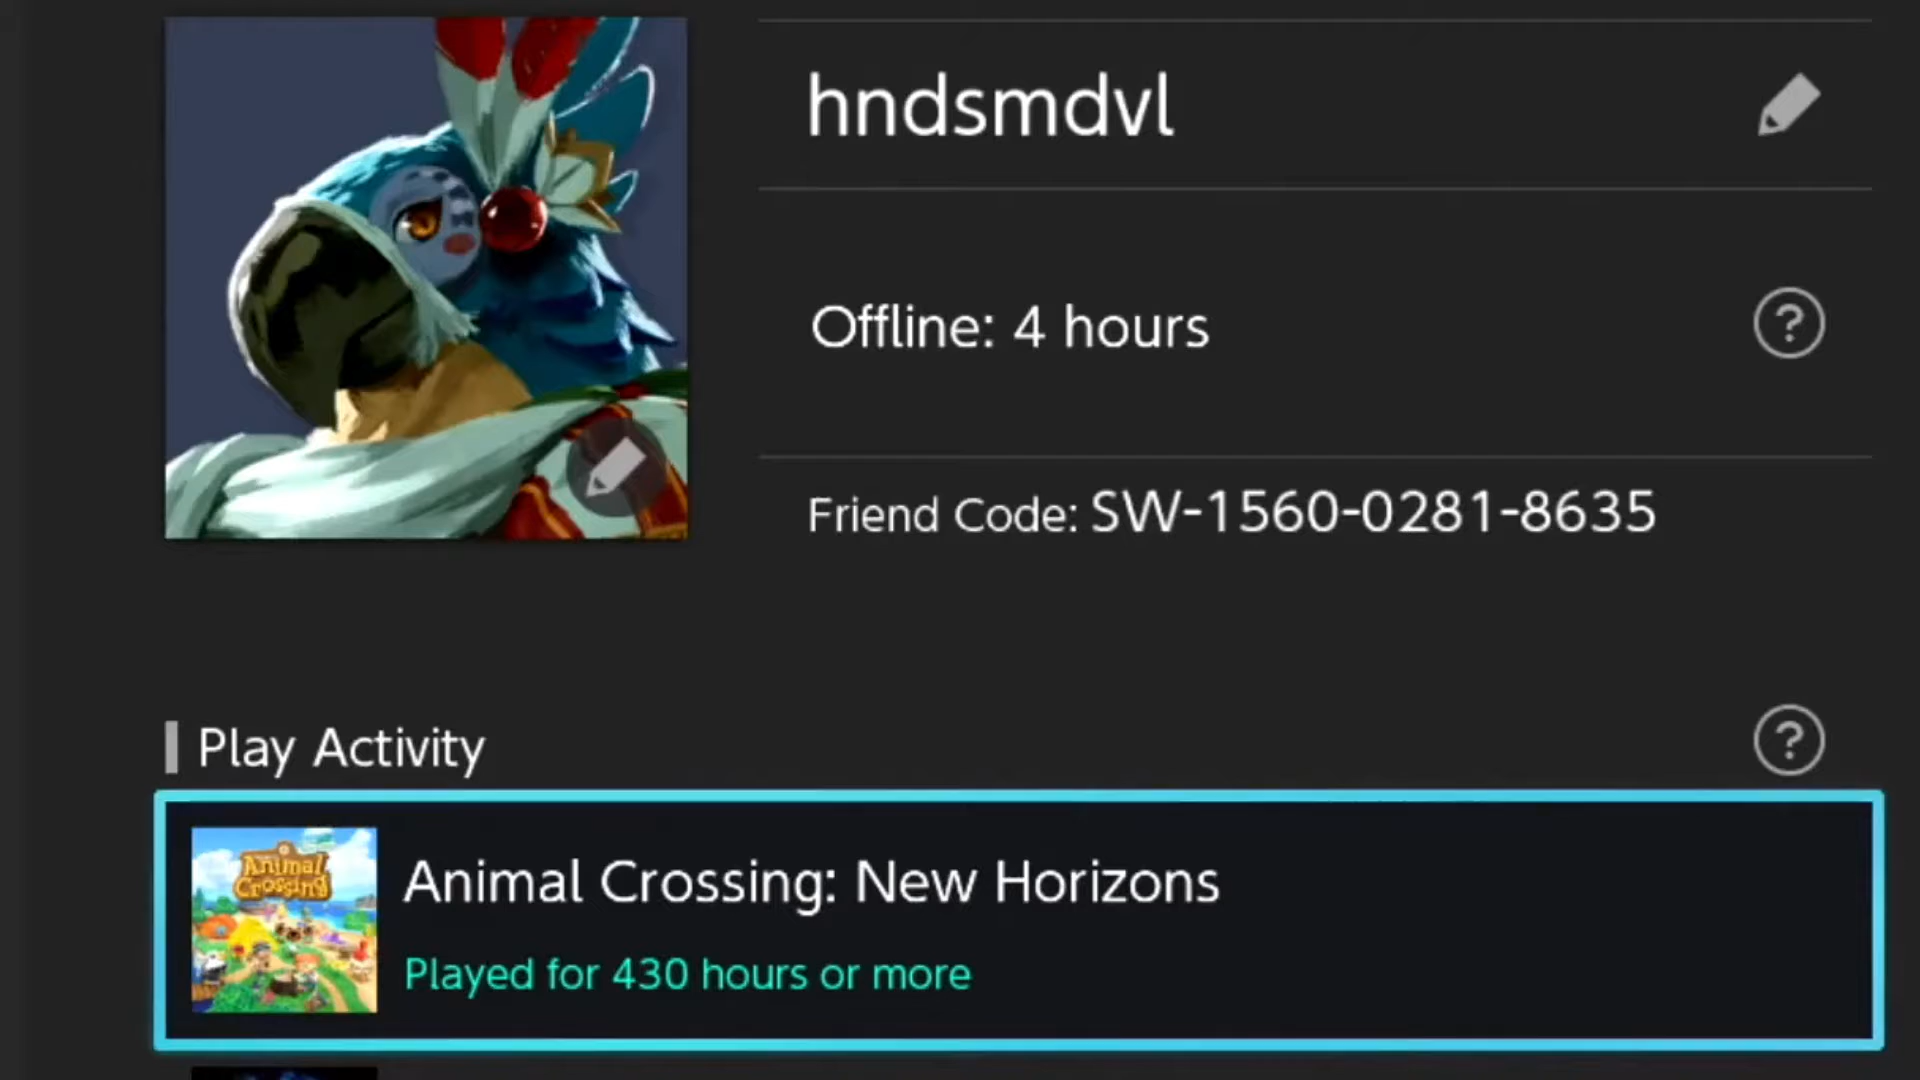 hndsmdvl
Offline: 4 hours
Friend Code: SW-1560-0281-8635
Play Activity
Animal
Crossing
Animal Crossing: New Horizons
Played for 430 hours or more